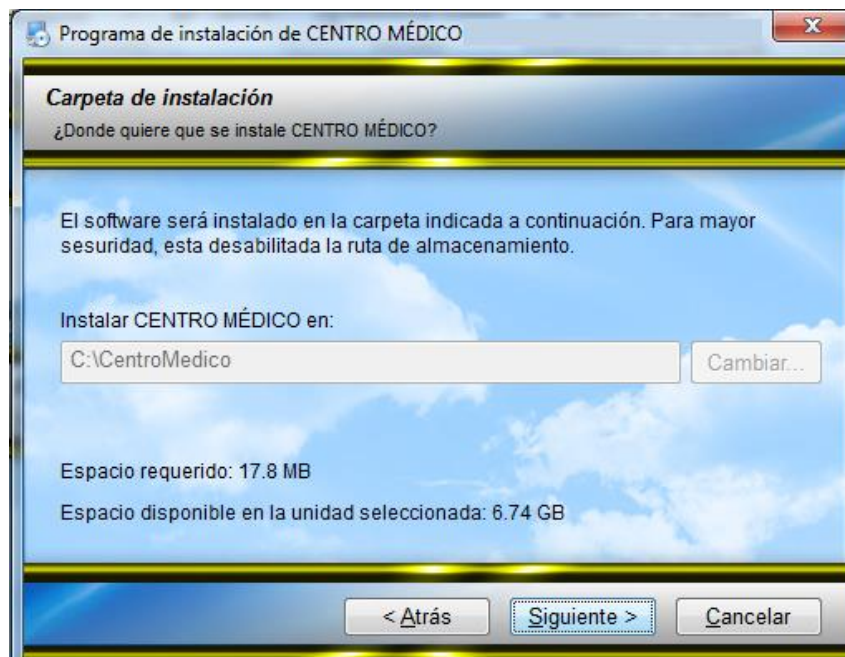 Programa de instalación de CENTRO MÉDICO
Carpeta de instalación
¿Donde quiere que se instale CENTRO MÉDICO?
El software será instalado en la carpeta indicada a continuación. Para mayor
sesuridad, esta desabilitada la ruta de almacenamiento.
Instalar CENTRO MÉDICO en:
C:\CentroMedico
Cambiar...
Espacio requerido: 17.8 MB
Espacio disponible en la unidad seleccionada: 6.74 GB
< Atrás
Siguiente >
Cancelar